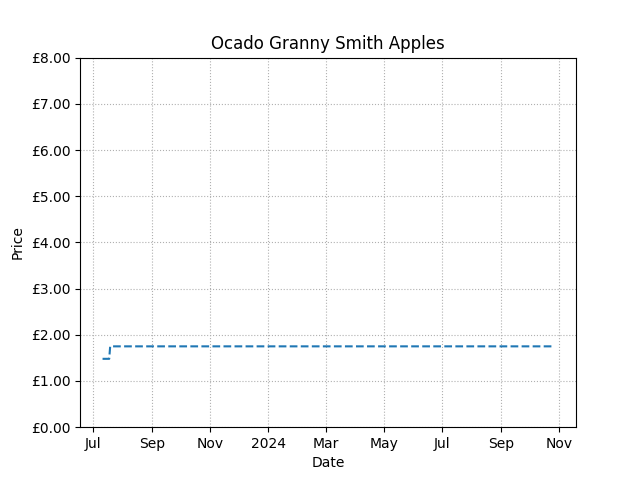 Ocado Granny Smith Apples
£8.00
£7.00
£6.00
£5.00
£4.00
£3.00
£2.00
£1.00
£0.00
Price
Jul Sep Nov 2024 Mar May Jul Sep Nov
Date